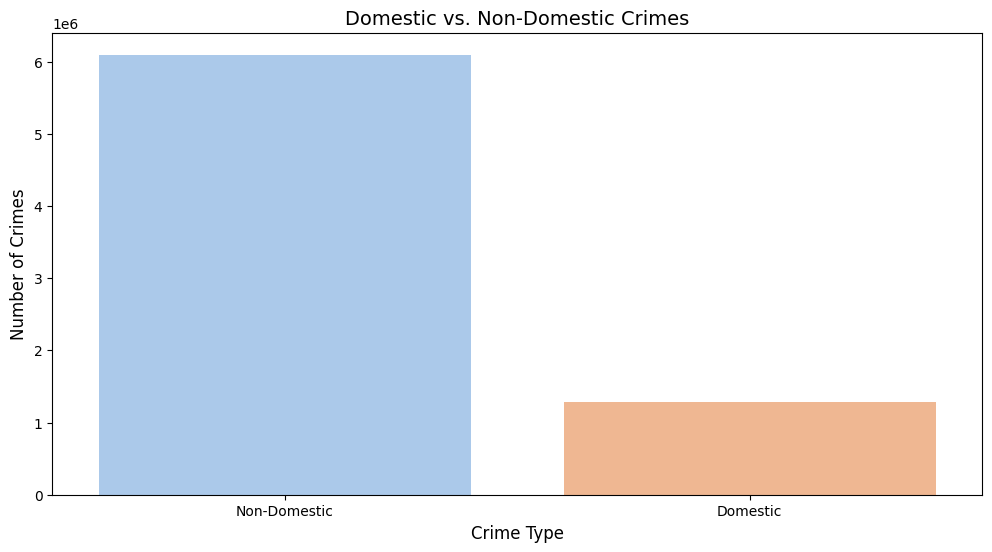 Domestic vs. Non-Domestic Crimes
1e6
6
5
4
3
2
1
0
Number of Crimes
Non-Domestic
Domestic
Crime Type